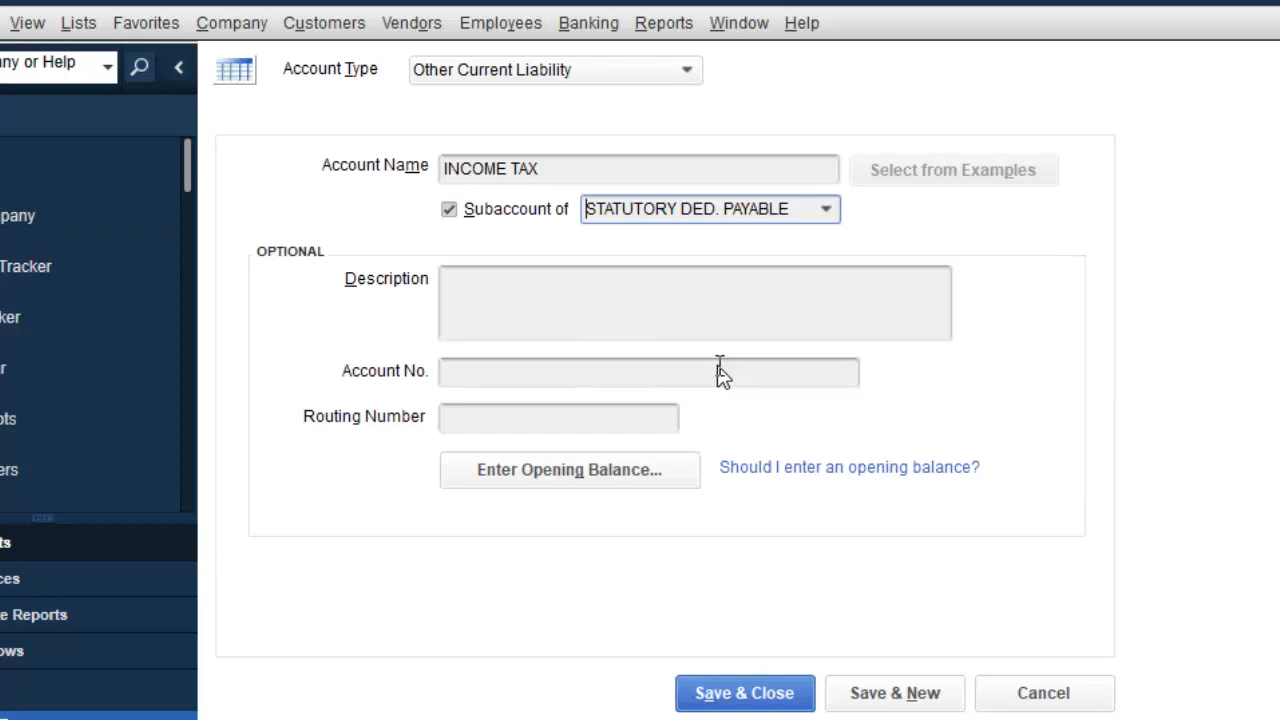 View Lists Favorites Company Customers Vendors Employees Banking Reports Window Help
ny or Help
Account Type Other Current Liability
Account Name INCOME TAX Select from Examples
pany
Subaccount of STATUTORY DED. PAYABLE
OPTIONAL
Tracker
Description
ker
r
Account No.
ots
Routing Number
ers
Enter Opening Balance... Should I enter an opening balance?
ts
ces
e Reports
ows
Save & Close Save & New Cancel